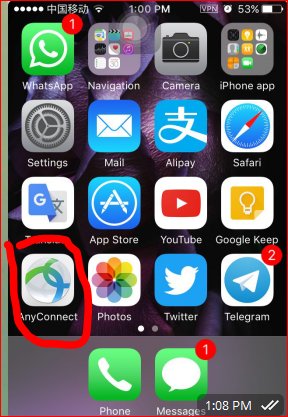 中国移动 1:00 PM VPN 53%
1
WhatsApp Navigation Camera iPhone app
Settings Mail Alipay Safari
App Store YouTube Google Keep
2
AnyConnect Photos Twitter Telegram
1
Phone Messages
1:08 PM